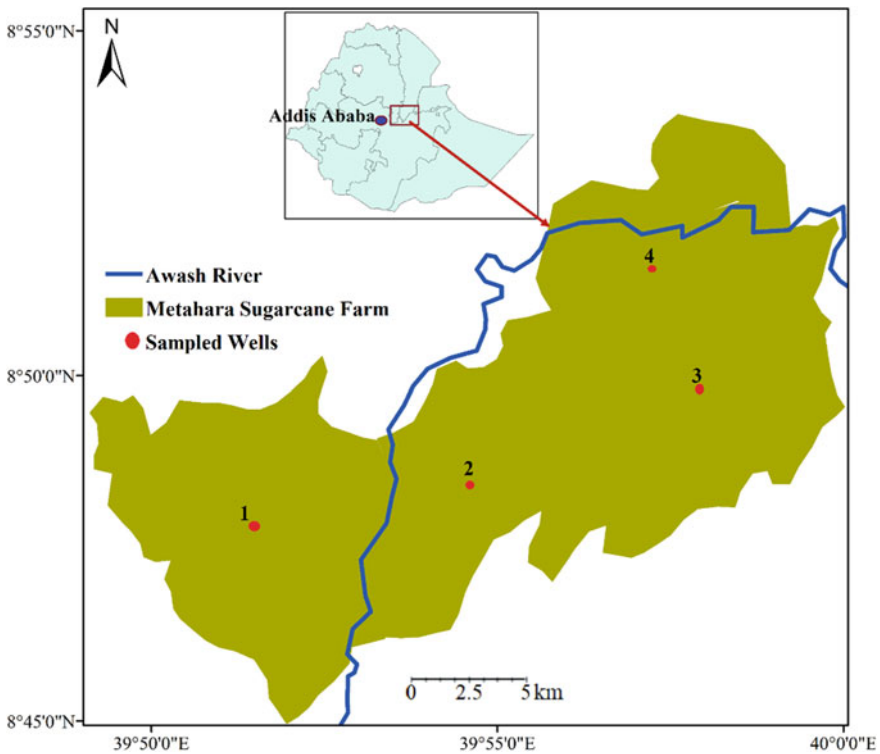 8°55'0"N
N
Addis Ababa
Awash River
Metahara Sugarcane Farm
Sampled Wells
4
8°50'0"N
3
2
1
0 2.5 5 km
8°45'0"N
39°50'0"E 39°55'0"E 40°00'0"E